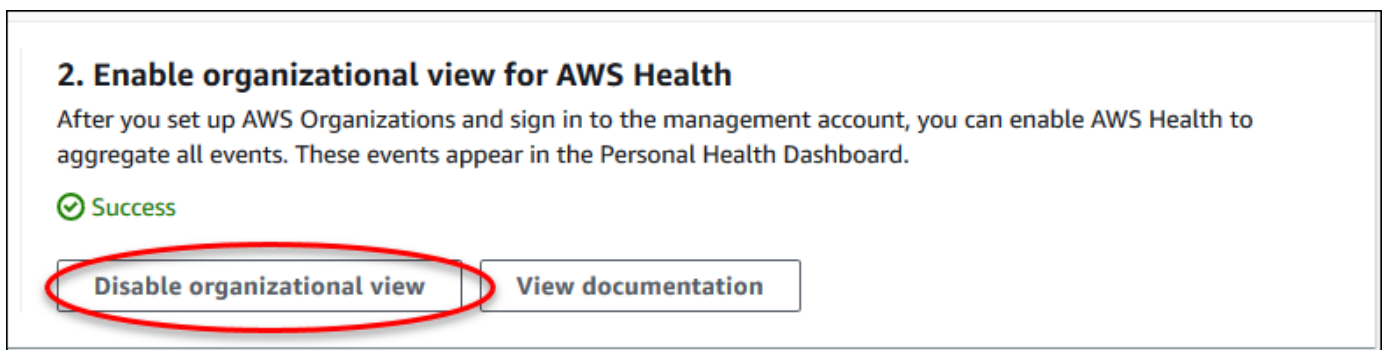 2. Enable organizational view for AWS Health
After you set up AWS Organizations and sign in to the management account, you can enable AWS Health to
aggregate all events. These events appear in the Personal Health Dashboard.
Success
Disable organizational view
View documentation